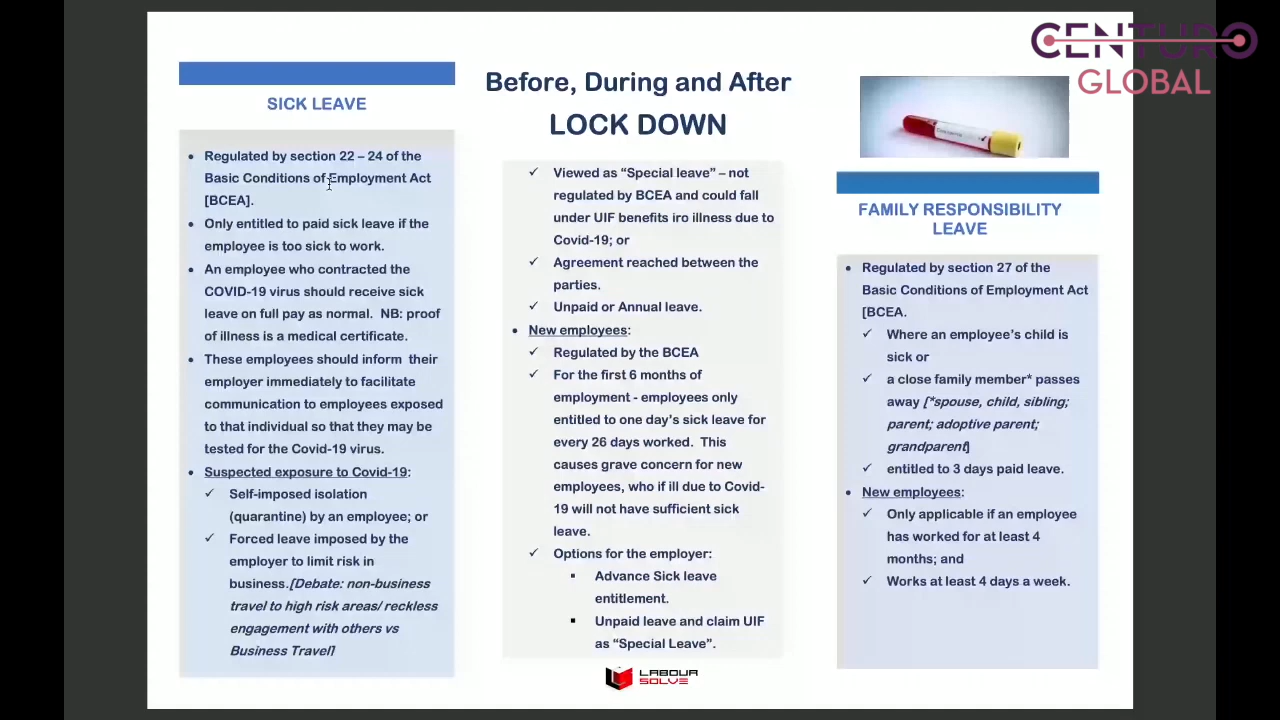 CENTURO
GLOBAL
SICK LEAVE
Regulated by section 22 – 24 of the
Basic Conditions of Employment Act
[BCEA].
Only entitled to paid sick leave if the
employee is too sick to work.
An employee who contracted the
COVID-19 virus should receive sick
leave on full pay as normal. NB: proof
of illness is a medical certificate.
These employees should inform their
employer immediately to facilitate
communication to employees exposed
to that individual so that they may be
tested for the Covid-19 virus.
Suspected exposure to Covid-19:
Self-imposed isolation
(quarantine) by an employee; or
Forced leave imposed by the
employer to limit risk in
business.[Debate: non-business
travel to high risk areas/ reckless
engagement with others vs
Business Travel]
Before, During and After
LOCK DOWN
Viewed as “Special leave” – not
regulated by BCEA and could fall
under UIF benefits iro illness due to
Covid-19; or
Agreement reached between the
parties.
Unpaid or Annual leave.
New employees:
Regulated by the BCEA
For the first 6 months of
employment - employees only
entitled to one day’s sick leave for
every 26 days worked. This
causes grave concern for new
employees, who if ill due to Covid-
19 will not have sufficient sick
leave.
Options for the employer:
Advance Sick leave
entitlement.
Unpaid leave and claim UIF
as “Special Leave”.
LABOUR
SOLVE
FAMILY RESPONSIBILITY
LEAVE
Regulated by section 27 of the
Basic Conditions of Employment Act
[BCEA.
Where an employee’s child is
sick or
a close family member* passes
away [*spouse, child, sibling;
parent; adoptive parent;
grandparent]
entitled to 3 days paid leave.
New employees:
Only applicable if an employee
has worked for at least 4
months; and
Works at least 4 days a week.